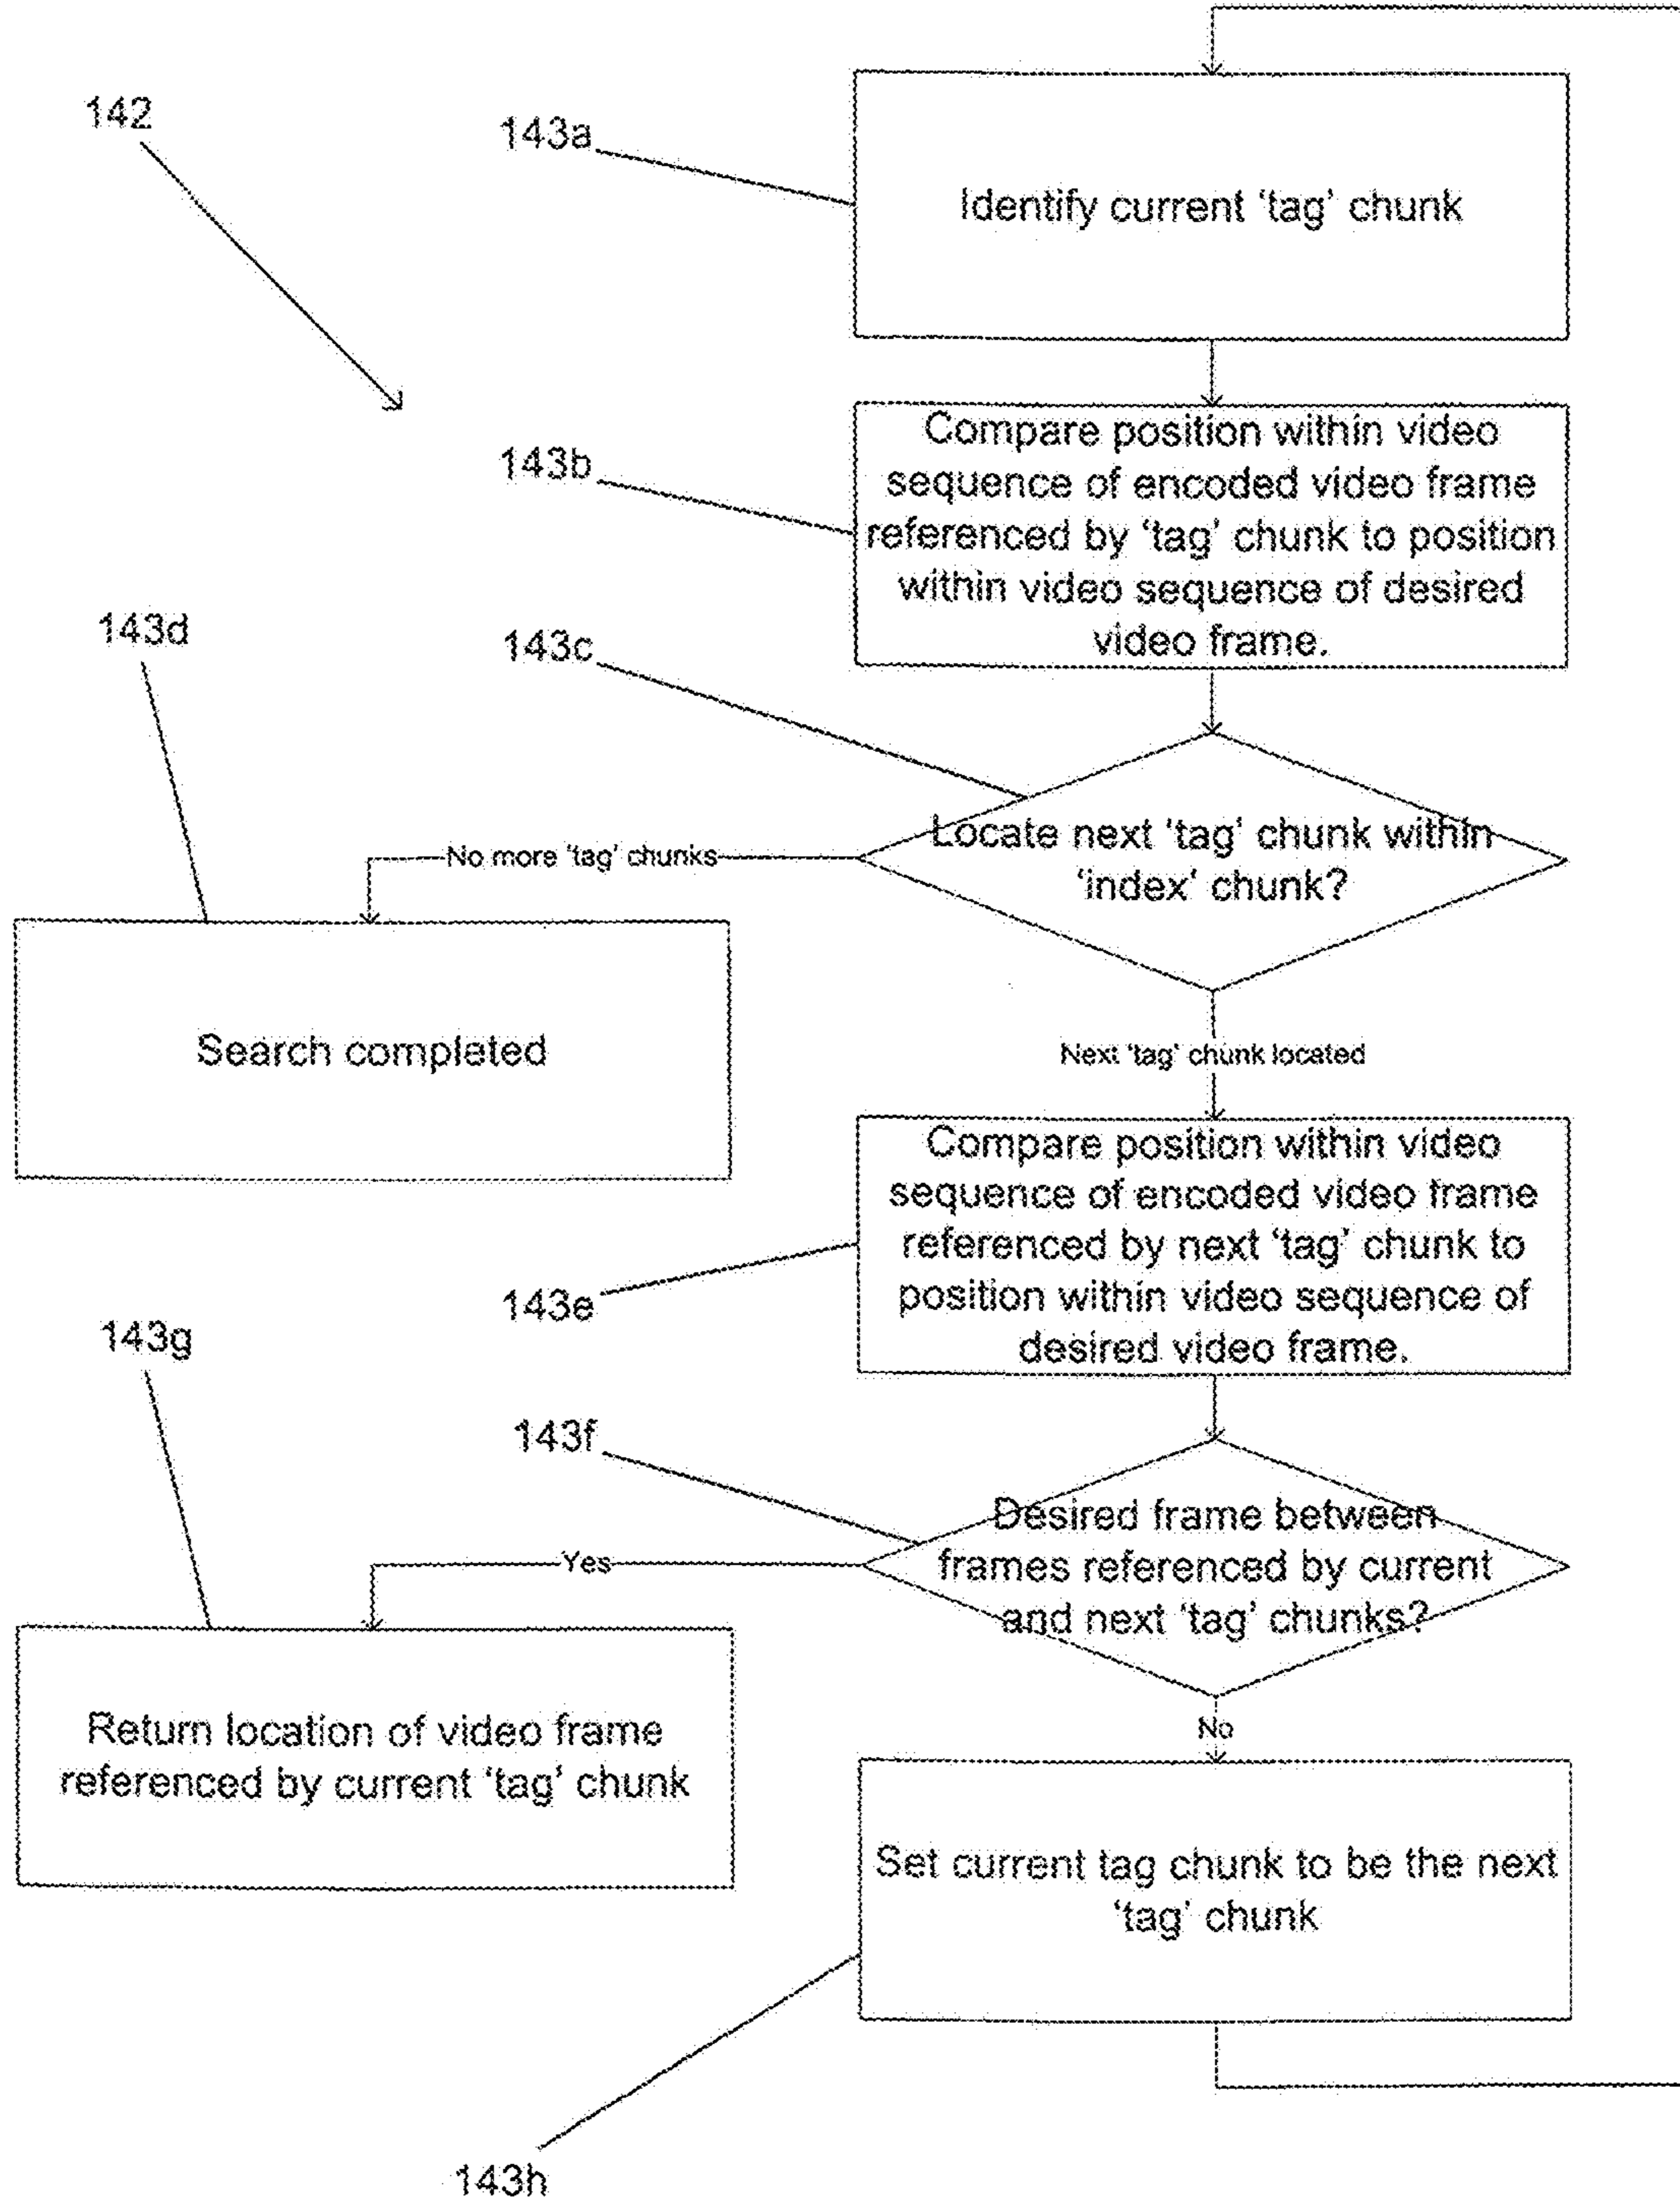 142
143a
Identify current ‘tag’ chunk
143b
Compare position within video
sequence of encoded video frame
referenced by ‘tag’ chunk to position
within video sequence of desired
video frame.
143d
143c
No more ‘tag’ chunks
Locate next ‘tag’ chunk within
‘index’ chunk?
Search completed
Next ‘tag’ chunk located
Compare position within video
sequence of encoded video frame
referenced by next ‘tag’ chunk to
position within video sequence of
desired video frame.
143e
143g
143f
Desired frame between
frames referenced by current
and next ‘tag’ chunks?
Yes
Return location of video frame
referenced by current ‘tag’ chunk
No
Set current tag chunk to be the next
‘tag’ chunk
143h